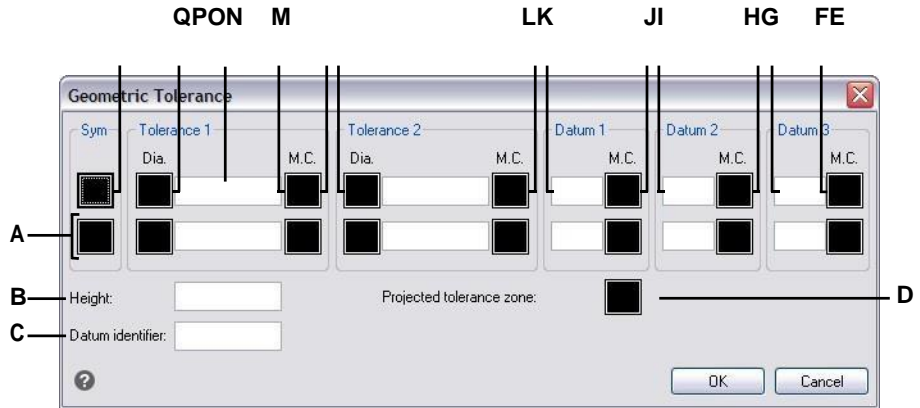 QPON M LK JI HG FE
Geometric Tolerance
Sym Tolerance 1 Tolerance 2 Datum 1 Datum 2 Datum 3
Dia. M.C. Dia. M.C. M.C. M.C. M.C.
A
B Height: Projected tolerance zone: D
C Datum identifier:
? OK Cancel